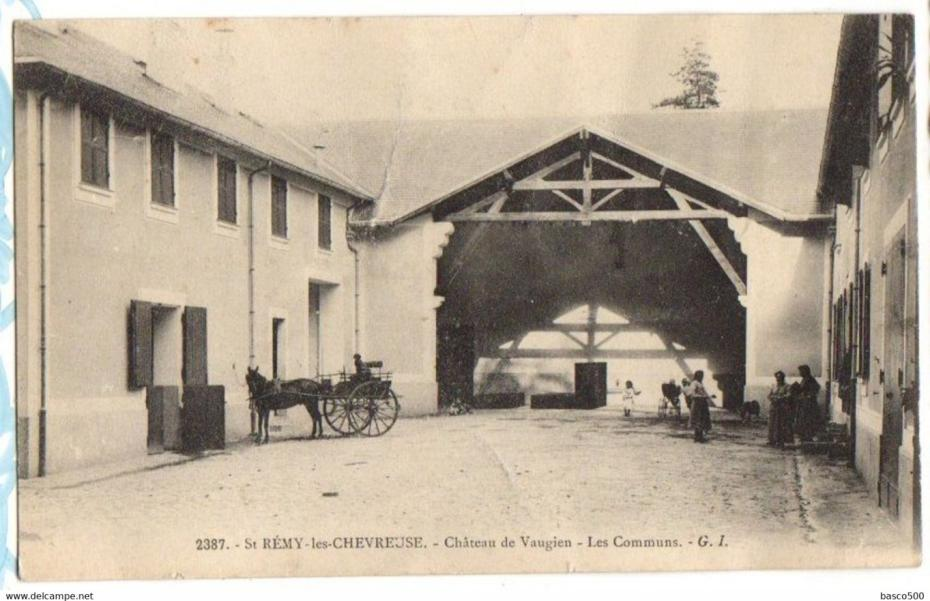 2387. - St RÉMY-les-CHEVREUSE. - Château de Vaugien - Les Communs. - G. I.
www.delcampe.net
basco500